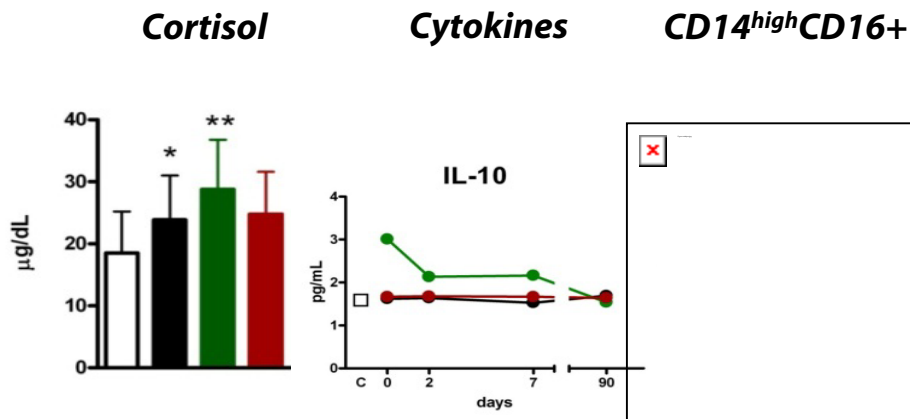 Cortisol
Cytokines
CD14highCD16+
40
30
20
10
0
µg/dL
*
**
IL-10
4
3
2
1
0
pg/mL
C 0 2 7 90
days